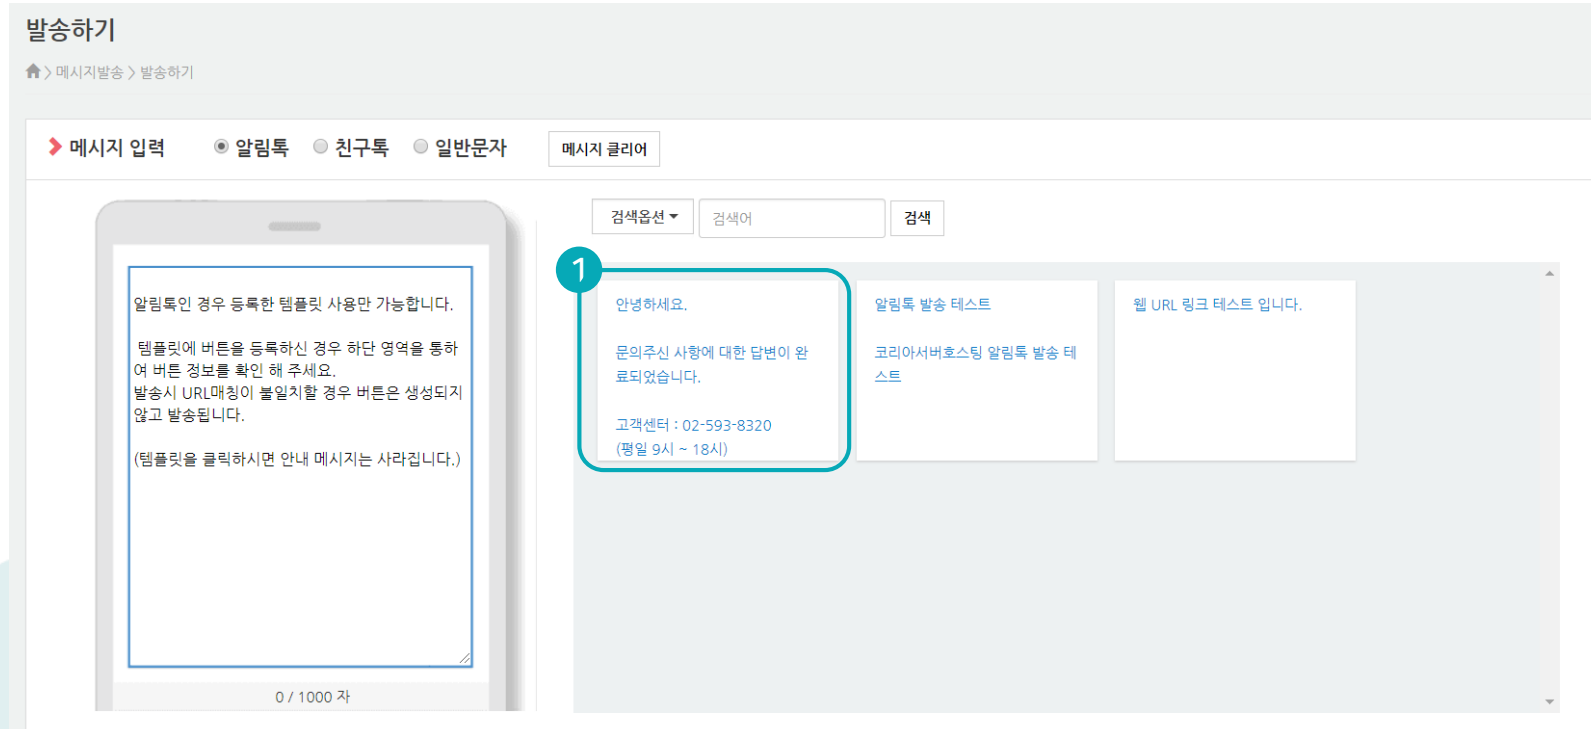 발송하기
메시지발송 > 발송하기
메시지 입력
알림톡
친구톡
일반문자
메시지 클리어
알림톡인 경우 등록한 템플릿 사용만 가능합니다.
템플릿에 버튼을 등록하신 경우 하단 영역을 통하
여 버튼 정보를 확인 해 주세요.
발송시 URL매칭이 불일치할 경우 버튼은 생성되지
않고 발송됩니다.
(템플릿을 클릭하시면 안내 메시지는 사라집니다.)
0 / 1000 자
검색옵션
검색어
검색
1
안녕하세요.
문의주신 사항에 대한 답변이 완
료되었습니다.
고객센터 : 02-593-8320
(평일 9시 ~ 18시)
알림톡 발송 테스트
코리아서버호스팅 알림톡 발송 테
스트
웹 URL 링크 테스트 입니다.